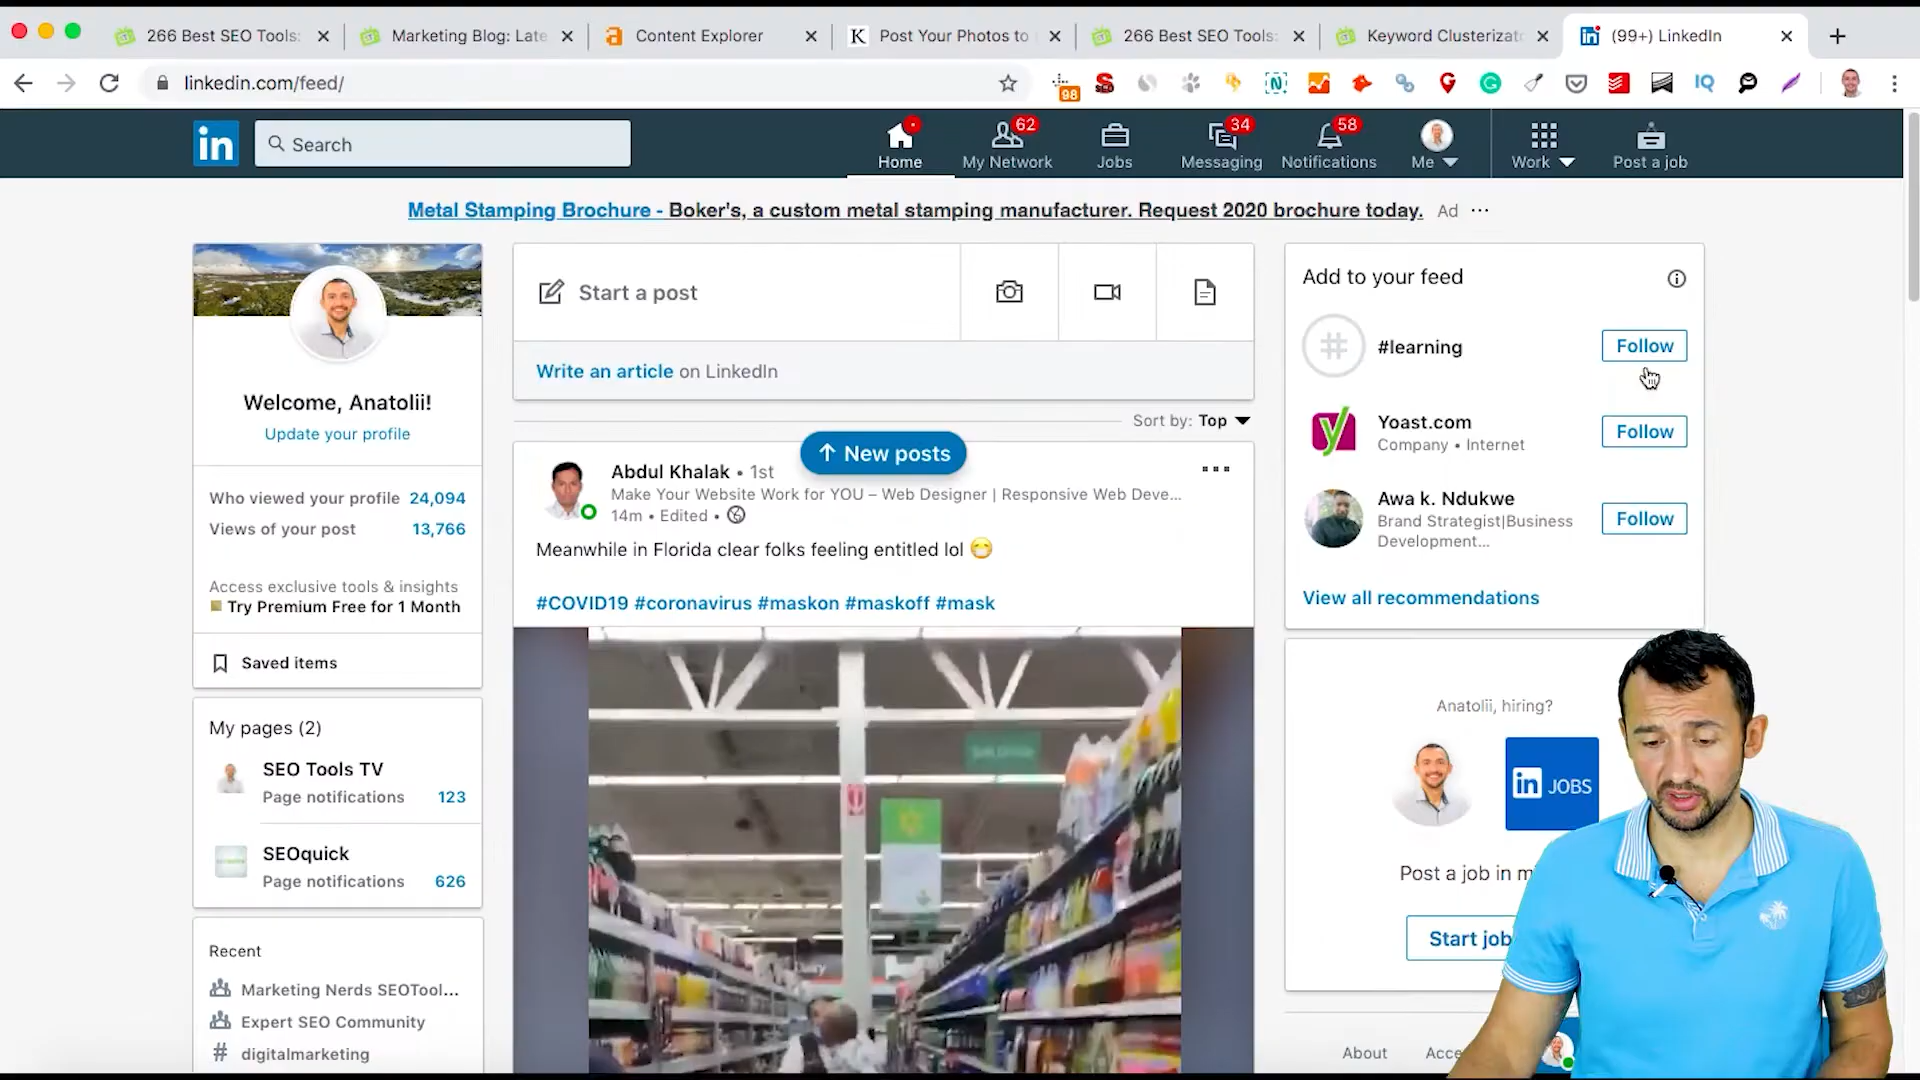 266 Best SEO Tools:
Marketing Blog: Late
Content Explorer
K Post Your Photos to
266 Best SEO Tools:
Keyword Clusterizat
(99+) LinkedIn
linkedin.com/feed/
98
IQ
in
Search
Home
62
My Network
Jobs
34
Messaging
58
Notifications
Me
Work
Post a job
Metal Stamping Brochure - Boker's, a custom metal stamping manufacturer. Request 2020 brochure today. Ad ...
Welcome, Anatolii!
Update your profile
Who viewed your profile 24,094
Views of your post 13,766
Access exclusive tools & insights
Try Premium Free for 1 Month
Saved items
My pages (2)
SEO Tools TV
Page notifications 123
SEOquick
Page notifications 626
Recent
Marketing Nerds SEOTool...
Expert SEO Community
# digitalmarketing
Start a post
Write an article on LinkedIn
Sort by: Top
New posts
Abdul Khalak • 1st
Make Your Website Work for YOU – Web Designer | Responsive Web Deve...
14m • Edited •
Meanwhile in Florida clear folks feeling entitled lol 😷
#COVID19 #coronavirus #maskon #maskoff #mask
Add to your feed
#learning
Follow
Yoast.com
Company • Internet
Follow
Awa k. Ndukwe
Brand Strategist|Business
Development...
Follow
View all recommendations
Anatolii, hiring?
in JOBS
Post a job in m
Start job
About Acce